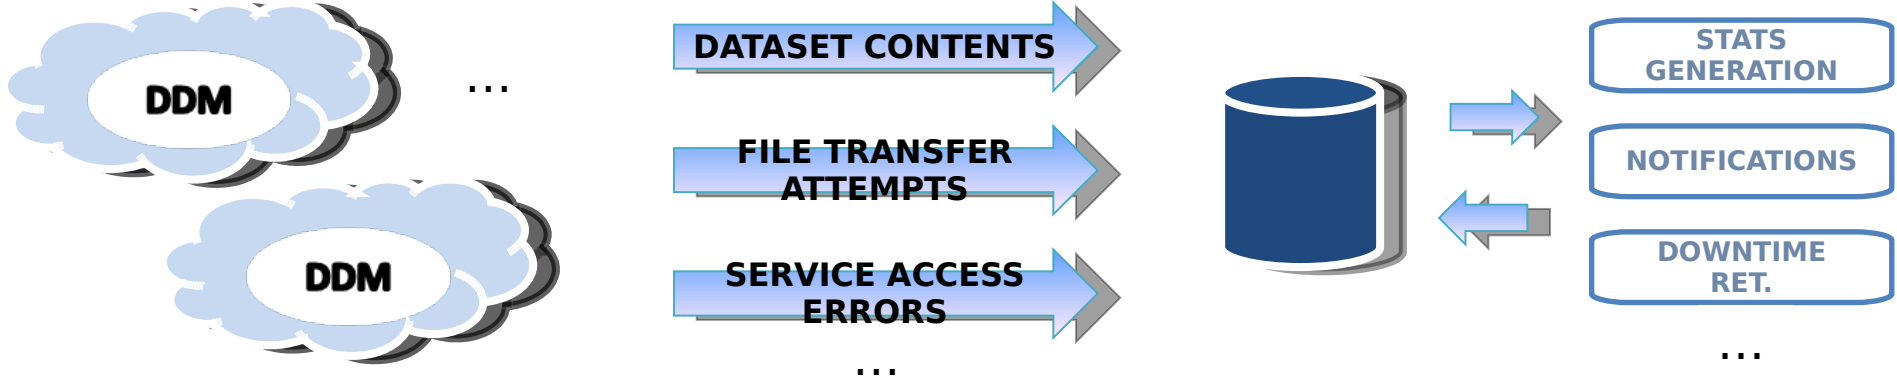 DDM
...
DDM
DATASET CONTENTS
FILE TRANSFER
ATTEMPTS
SERVICE ACCESS
ERRORS
...
STATS
GENERATION
NOTIFICATIONS
DOWNTIME
RET.
...